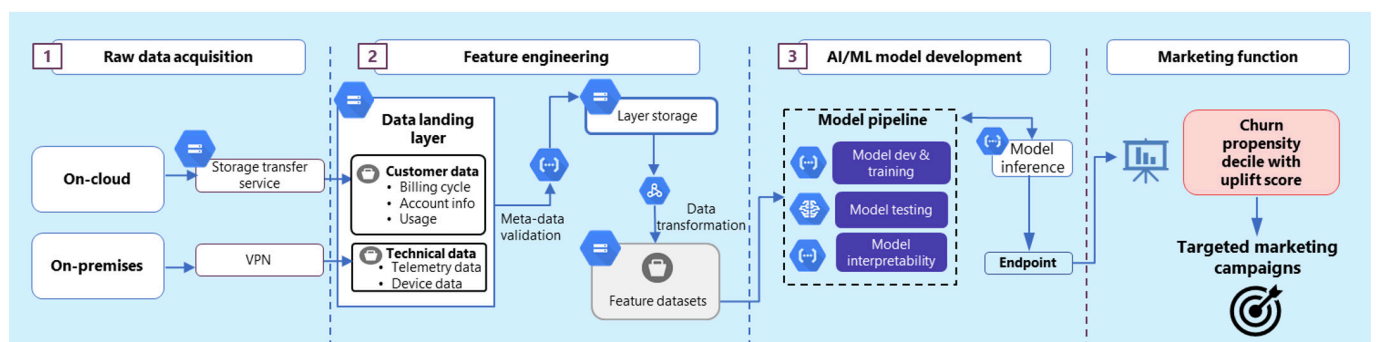 1
Raw data acquisition
2
Feature engineering
3
AI/ML model development
Marketing function
On-cloud
Storage transfer
service
On-premises
VPN
Data landing
layer
Customer data
• Billing cycle
• Account info
• Usage
Technical data
• Telemetry data
• Device data
Meta-data
validation
Layer storage
Data
transformation
Feature datasets
Model pipeline
Model dev &
training
Model testing
Model
interpretability
Model
inference
Endpoint
Churn
propensity
decile with
uplift score
Targeted marketing
campaigns